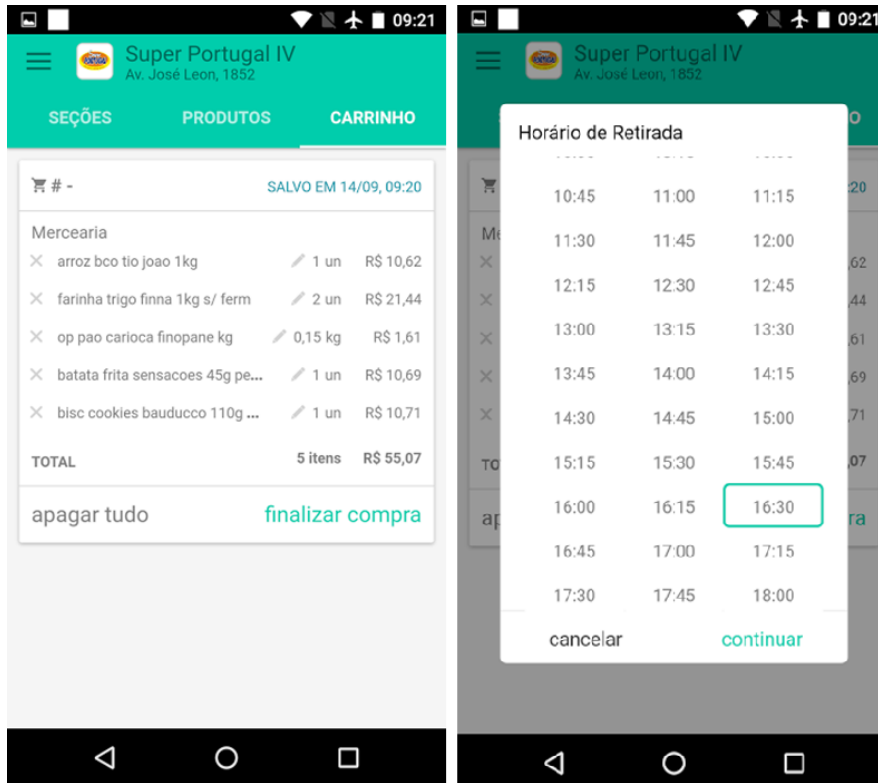 09:21
Super Portugal IV
Av. José Leon, 1852
SEÇÕES PRODUTOS CARRINHO
# - SALVO EM 14/09, 09:20
Mercearia
arroz bco tio joao 1kg 1 un R$ 10,62
farinha trigo finna 1kg s/ ferm 2 un R$ 21,44
op pao carioca finopane kg 0,15 kg R$ 1,61
batata frita sensacoes 45g pe... 1 un R$ 10,69
bisc cookies bauducco 110g ... 1 un R$ 10,71
TOTAL 5 itens R$ 55,07
apagar tudo finalizar compra
09:21
Super Portugal IV
Av. José Leon, 1852
Horário de Retirada
10:45 11:00 11:15
11:30 11:45 12:00
12:15 12:30 12:45
13:00 13:15 13:30
13:45 14:00 14:15
14:30 14:45 15:00
15:15 15:30 15:45
16:00 16:15 16:30
16:45 17:00 17:15
17:30 17:45 18:00
cancelar continuar